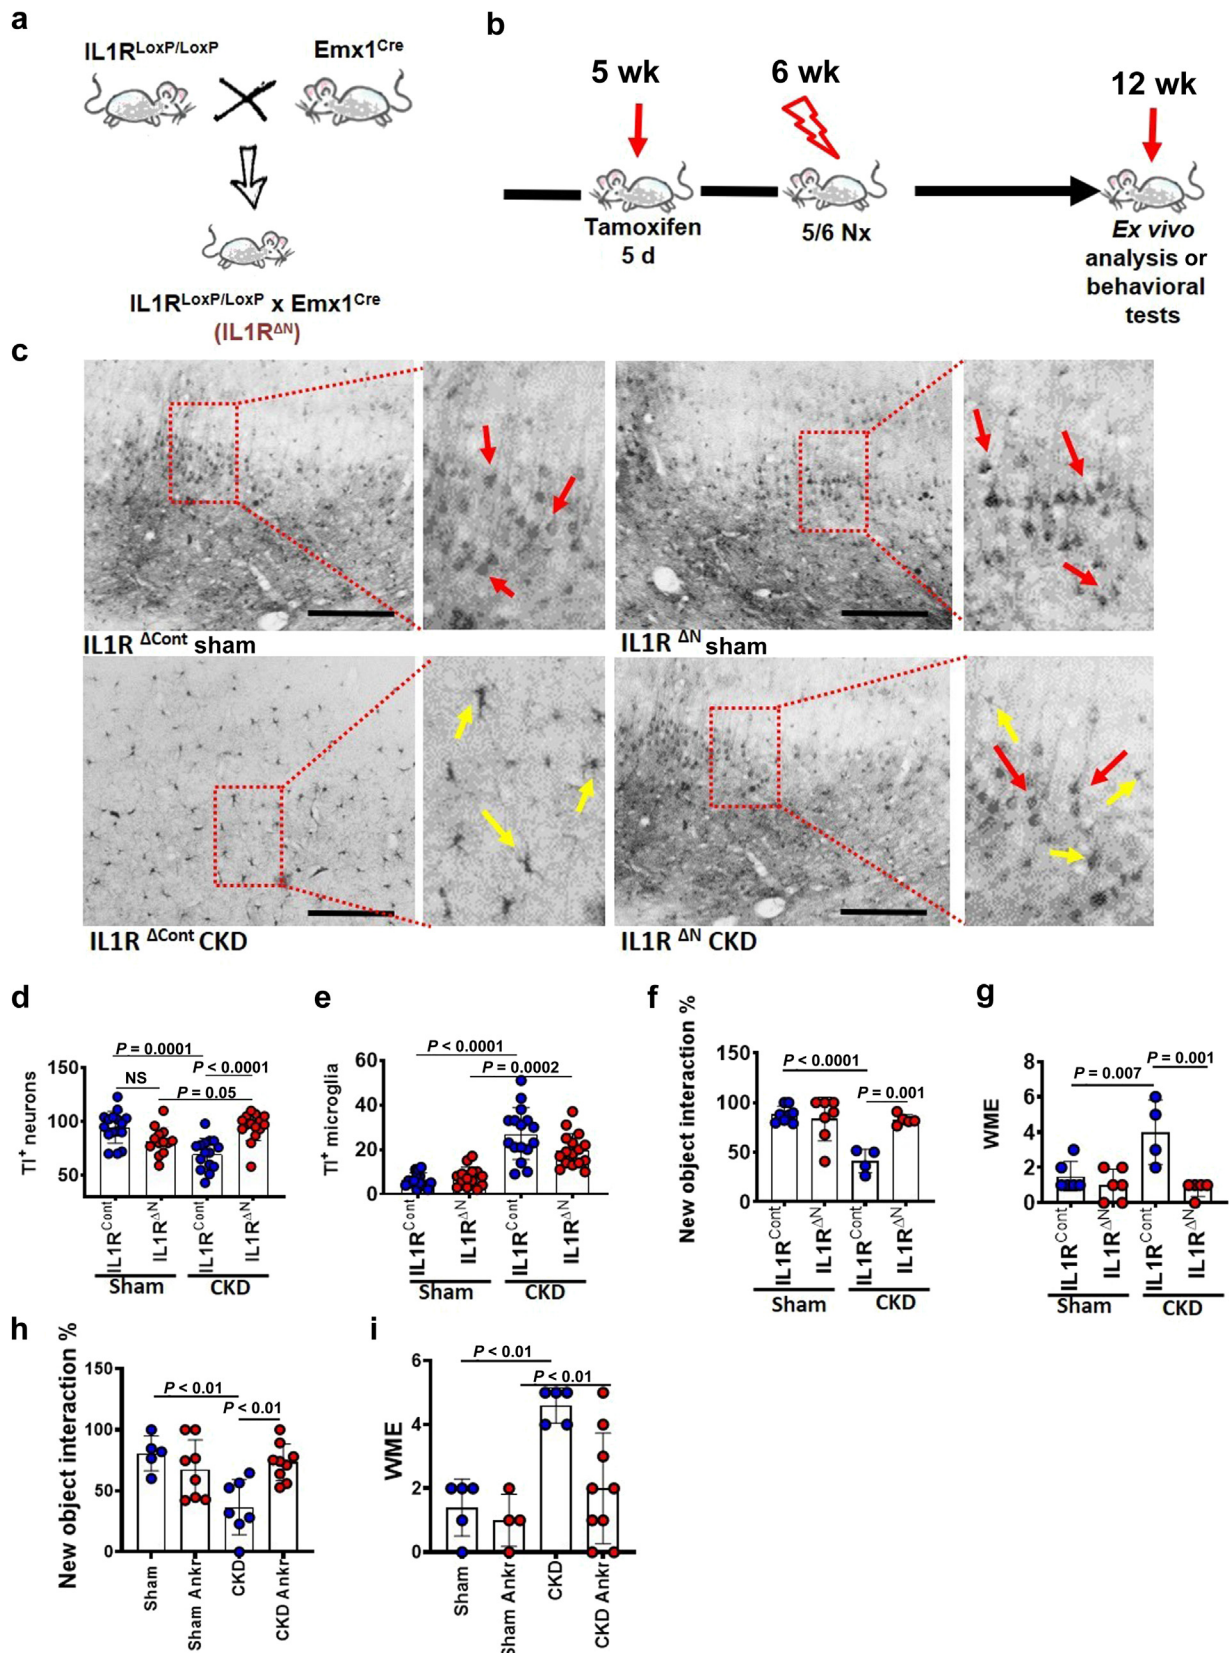 a
IL1R^LoxP/LoxP
Emx1^Cre
IL1R^LoxP/LoxP x Emx1^Cre
(IL1R^ΔN)
b
5 wk
6 wk
12 wk
Tamoxifen
5 d
5/6 Nx
Ex vivo
analysis or
behavioral
tests
c
IL1R ^ΔCont sham
IL1R ^ΔN sham
IL1R ^ΔCont CKD
IL1R ^ΔN CKD
d
P = 0.0001
P < 0.0001
NS
P = 0.05
TI⁺ neurons
150
100
50
IL1R^Cont
IL1R^ΔN
IL1R^Cont
IL1R^ΔN
Sham
CKD
e
P < 0.0001
P = 0.0002
TI⁺ microglia
60
40
20
0
IL1R^Cont
IL1R^ΔN
IL1R^Cont
IL1R^ΔN
Sham
CKD
f
New object interaction %
P < 0.0001
P = 0.001
150
100
50
0
IL1R^Cont
IL1R^ΔN
IL1R^Cont
IL1R^ΔN
Sham
CKD
g
WME
P = 0.001
P = 0.007
8
6
4
2
0
IL1R^Cont
IL1R^ΔN
IL1R^Cont
IL1R^ΔN
Sham
CKD
h
New object interaction %
P < 0.01
P < 0.01
150
100
50
0
Sham
Sham Ankr
CKD
CKD Ankr
i
WME
P < 0.01
P < 0.01
6
4
2
0
Sham
Sham Ankr
CKD
CKD Ankr